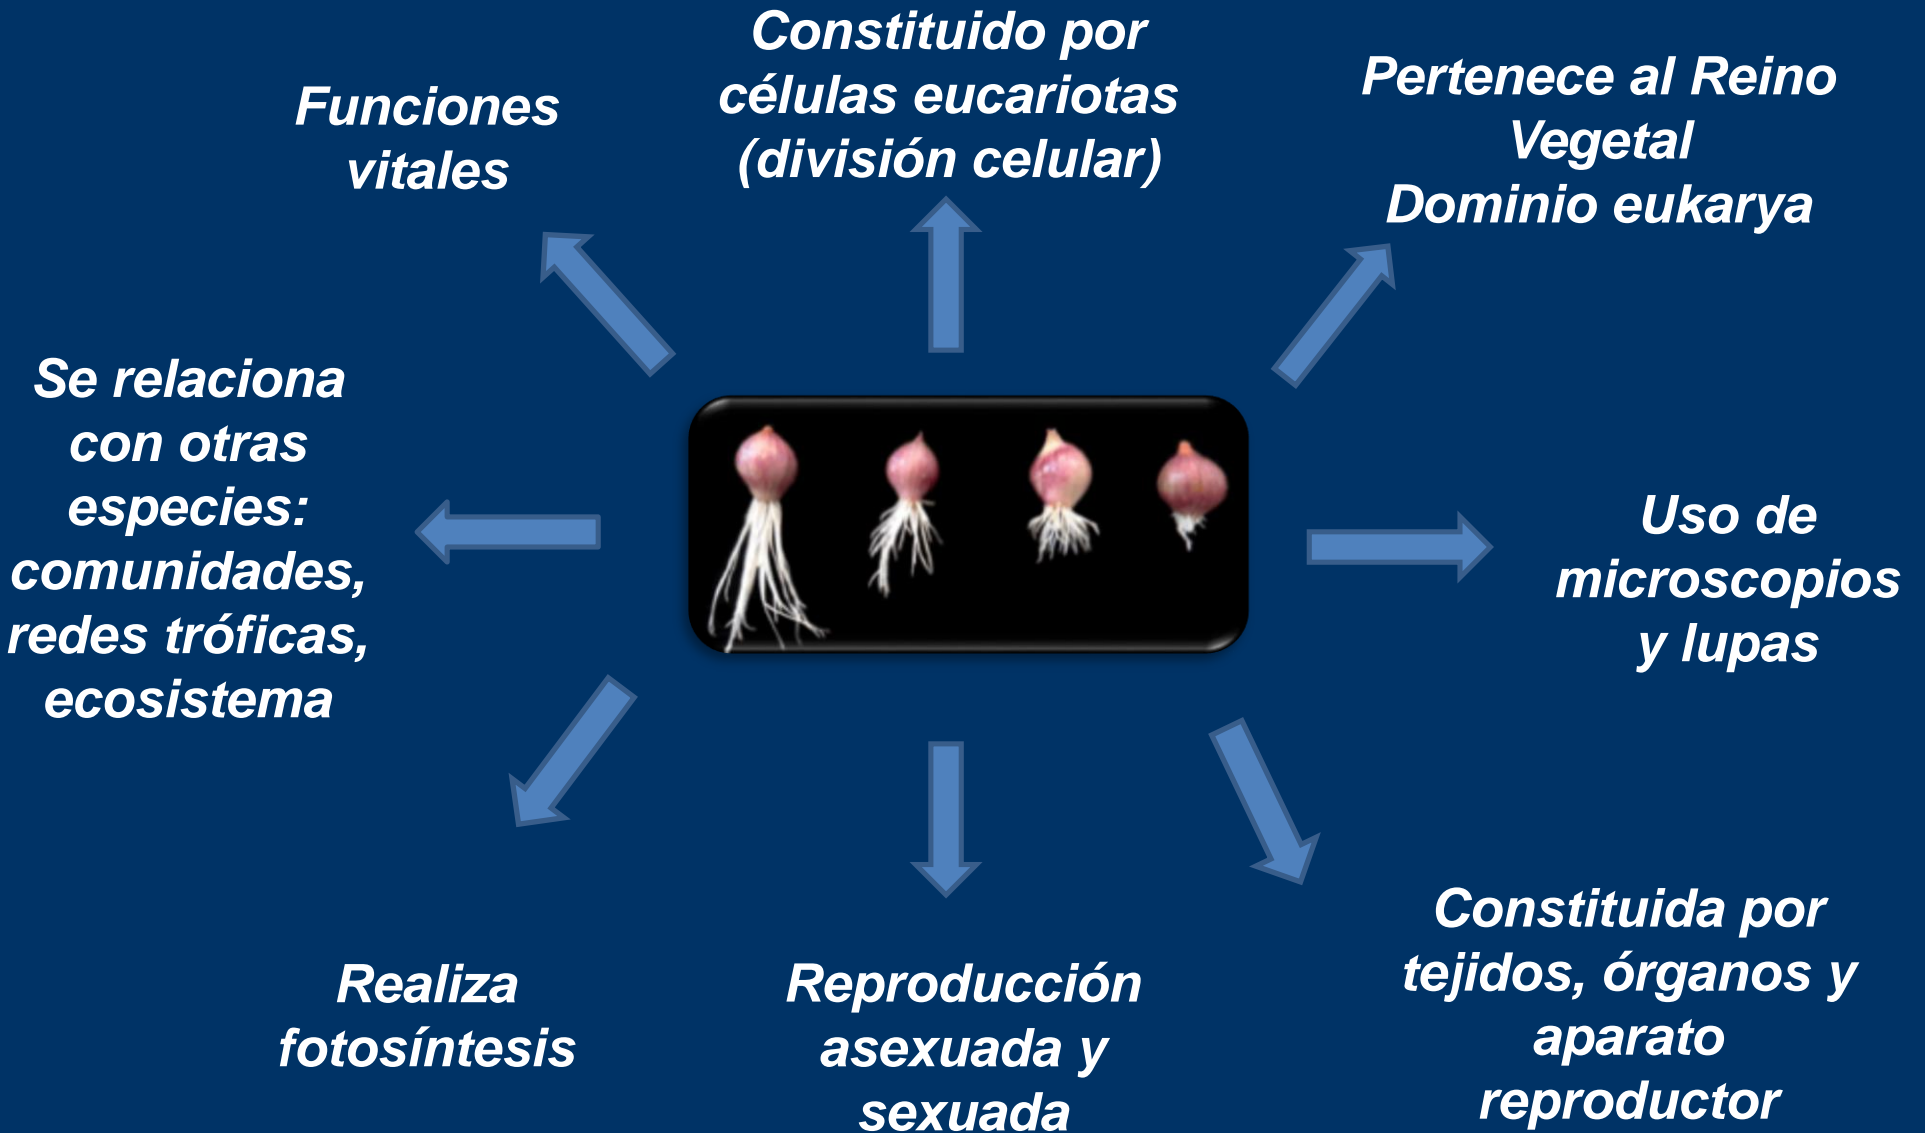 Funciones
vitales
Constituido por
células eucariotas
(división celular)
Pertenece al Reino
Vegetal
Dominio eukarya
Se relaciona
con otras
especies:
comunidades,
redes tróficas,
ecosistema
Uso de
microscopios
y lupas
Realiza
fotosíntesis
Reproducción
asexuada y
sexuada
Constituida por
tejidos, órganos y
aparato
reproductor